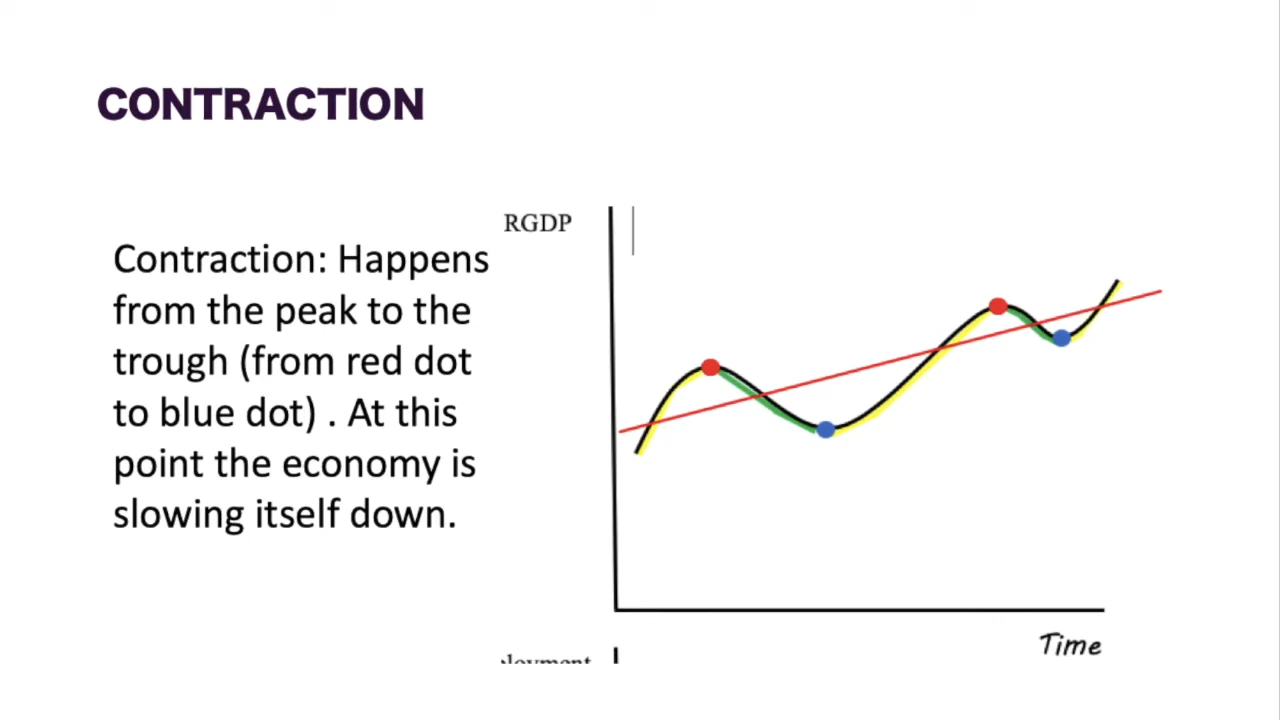 CONTRACTION
RGDP
Contraction: Happens
from the peak to the
trough (from red dot
to blue dot) . At this
point the economy is
slowing itself down.
Time